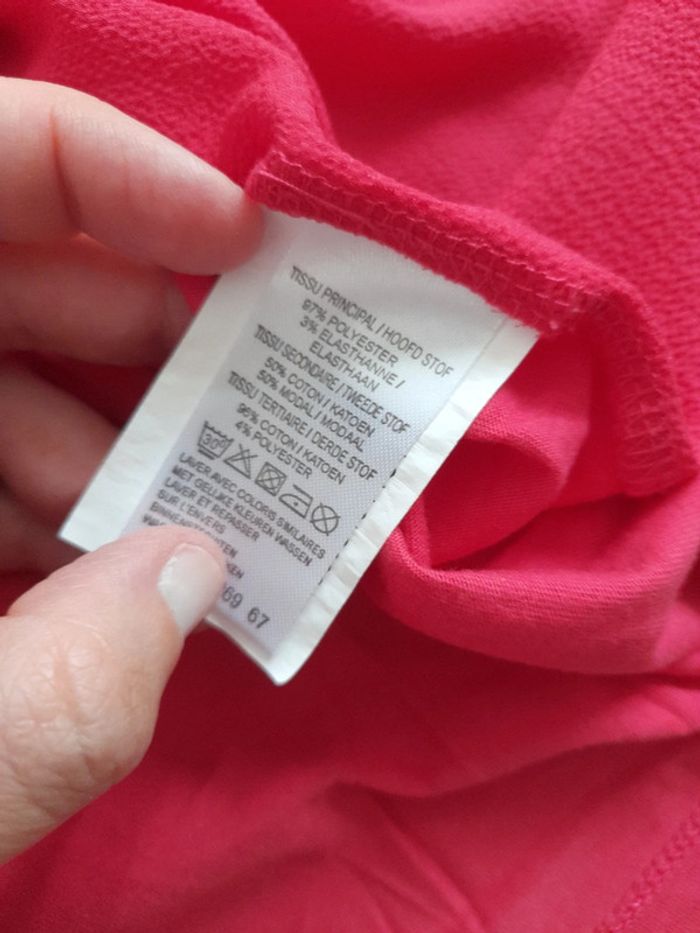 TISSU PRINCIPAL / HOOFD STOF
97% POLYESTER
3% ELASTHANNE /
ELASTHAAN
TISSU SECONDAIRE / TWEEDE STOF
50% COTON / KATOEN
50% MODAL / MODAAL
TISSU TERTIAIRE / DERDE STOF
96% COTON / KATOEN
4% POLYESTER
30°
LAVER AVEC COLORIS SIMILAIRES
MET GELIJKE KLEUREN WASSEN
LAVER ET REPASSER
SUR L'ENVERS
69 67